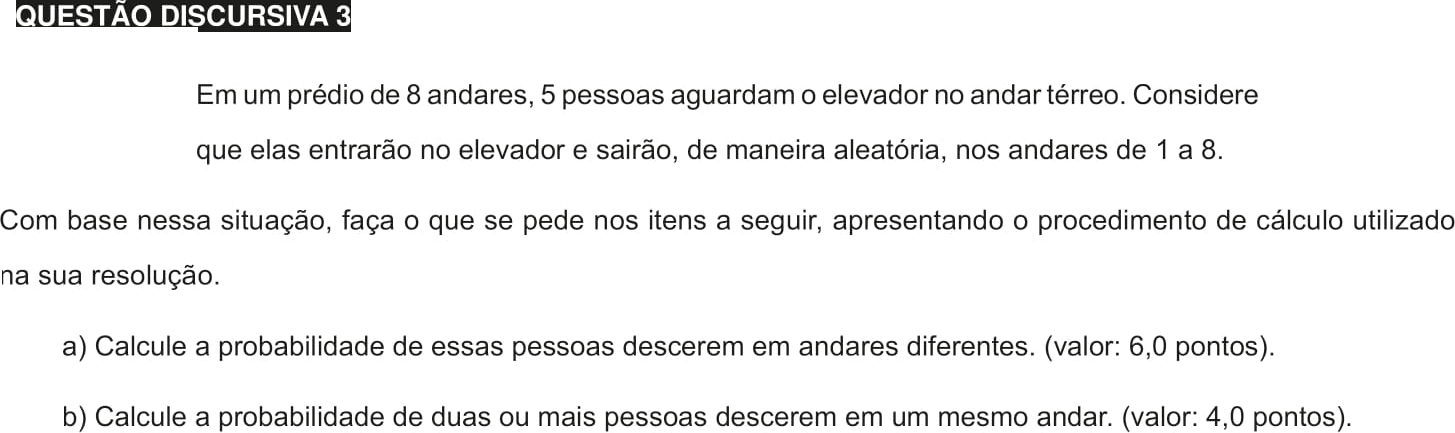 QUESTÃO DISCURSIVA 3
Em um prédio de 8 andares, 5 pessoas aguardam o elevador no andar térreo. Considere
que elas entrarão no elevador e sairão, de maneira aleatória, nos andares de 1 a 8.
Com base nessa situação, faça o que se pede nos itens a seguir, apresentando o procedimento de cálculo utilizado
na sua resolução.
a) Calcule a probabilidade de essas pessoas descerem em andares diferentes. (valor: 6,0 pontos).
b) Calcule a probabilidade de duas ou mais pessoas descerem em um mesmo andar. (valor: 4,0 pontos).